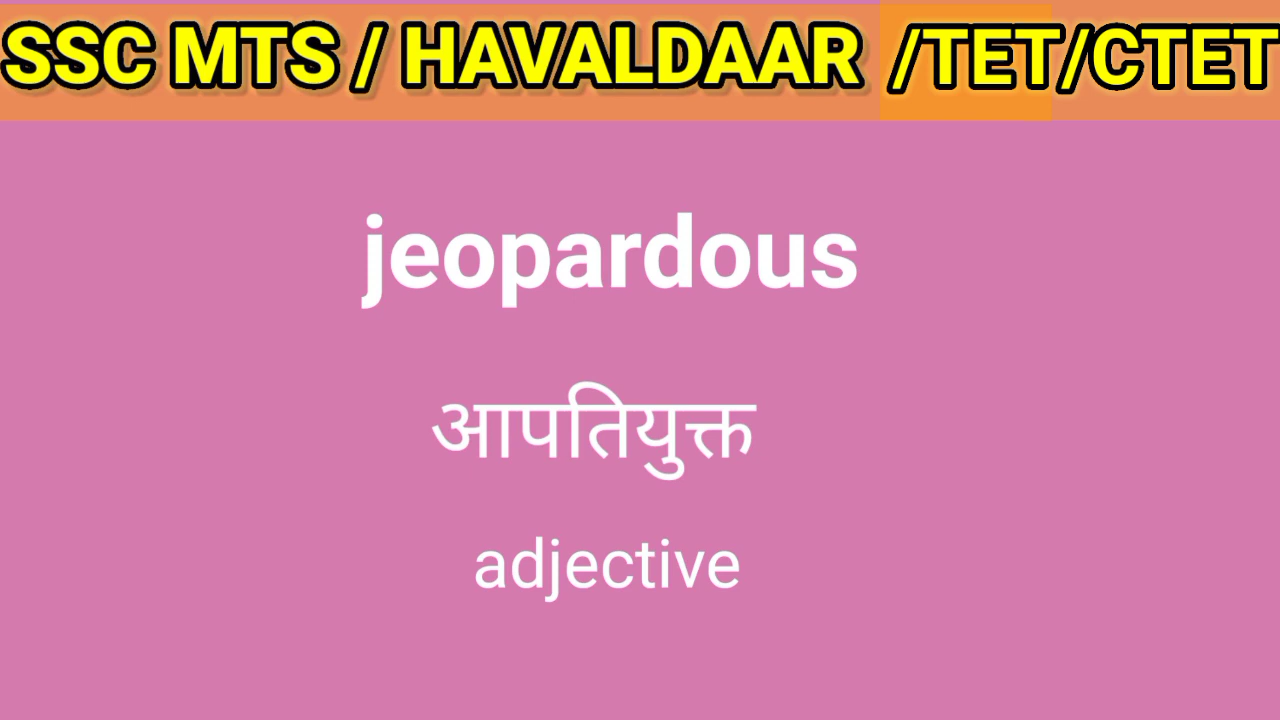 SSC MTS / HAVALDAAR /TET/CTET
jeopardous
आपतियुक्त
adjective